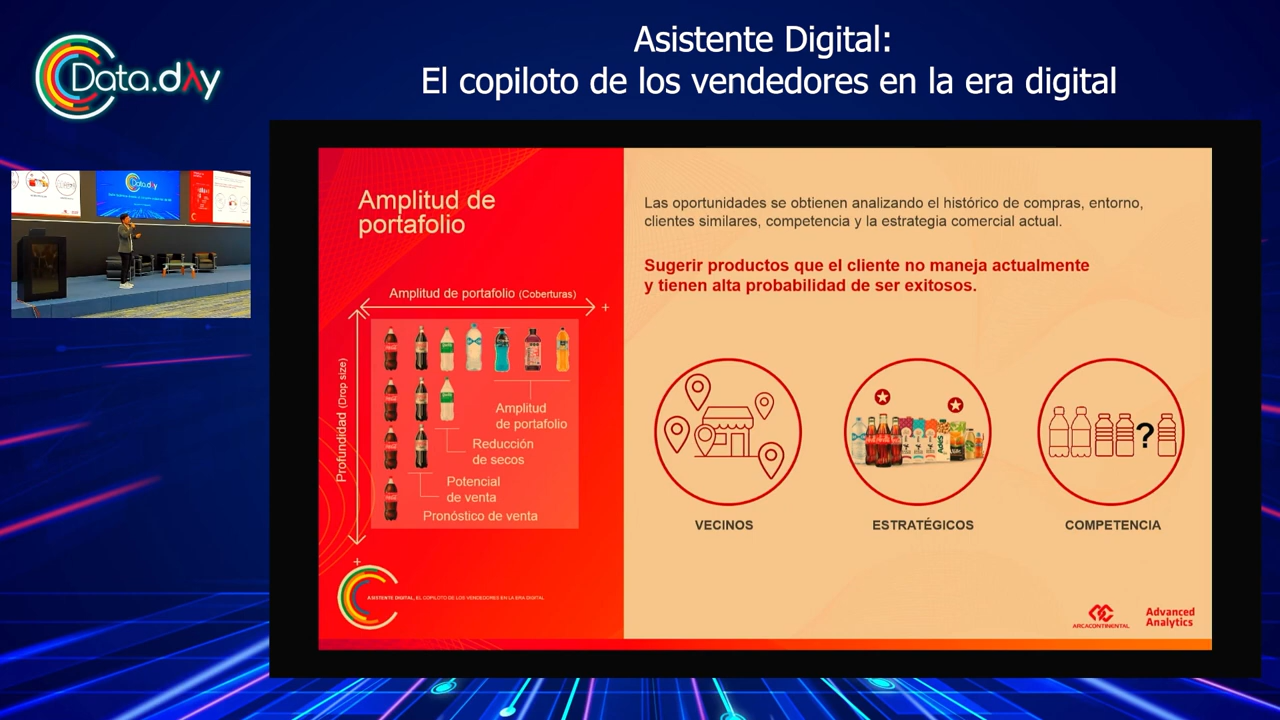 Data.dλy
Asistente Digital:
El copiloto de los vendedores en la era digital
Amplitud de
portafolio
Amplitud de portafolio (Coberturas)
+
Profundidad (Drop size)
+
Amplitud
de portafolio
Reducción
de secos
Potencial
de venta
Pronóstico de venta
ASISTENTE DIGITAL, EL COPILOTO DE LOS VENDEDORES EN LA ERA DIGITAL
Las oportunidades se obtienen analizando el histórico de compras, entorno,
clientes similares, competencia y la estrategia comercial actual.
Sugerir productos que el cliente no maneja actualmente
y tienen alta probabilidad de ser exitosos.
?
VECINOS
ESTRATÉGICOS
COMPETENCIA
ARCACONTINENTAL
Advanced
Analytics